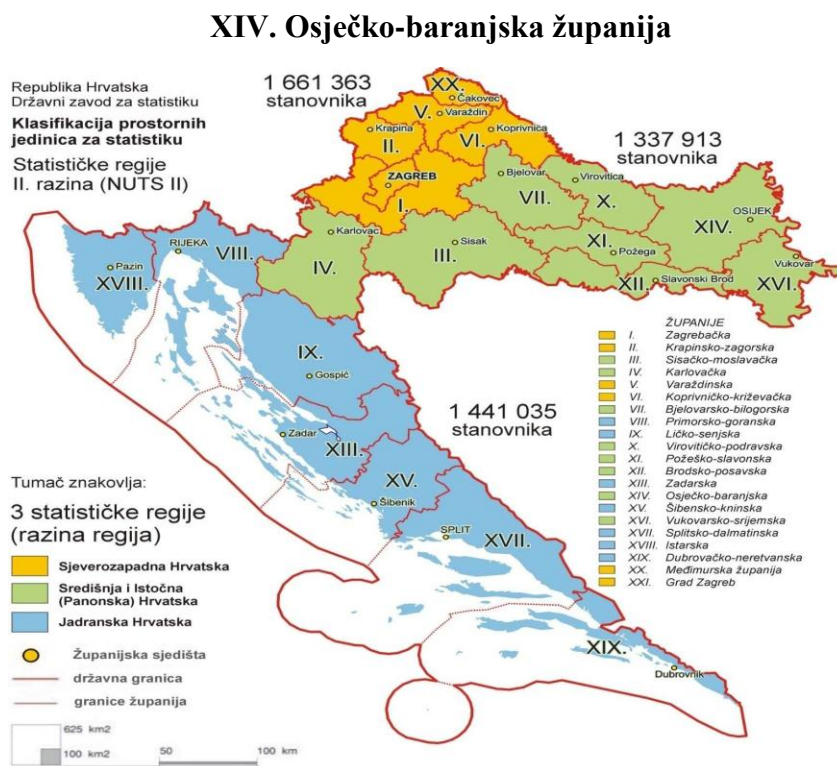 XIV. Osječko-baranjska županija
Republika Hrvatska
Državni zavod za statistiku
Klasifikacija prostornih
jedinica za statistiku
Statističke regije
II. razina (NUTS II)
1 661 363
stanovnika
1 337 913
stanovnika
1 441 035
stanovnika
XX.
Čakovec
V.
Varaždin
Krapina
II.
VI.
Koprivnica
ZAGREB
I.
Bjelovar
VII.
Virovitica
X.
XIV.
OSIJEK
Karlovac
IV.
III.
Sisak
XI.
Požega
XII.
Slavonski Brod
Vukovar
XVI.
RIJEKA
VIII.
Pazin
XVIII.
IX.
Gospić
Zadar
XIII.
XV.
Šibenik
SPLIT
XVII.
XIX.
Dubrovnik
ŽUPANIJE
I. Zagrebačka
II. Krapinsko-zagorska
III. Sisačko-moslavačka
IV. Karlovačka
V. Varaždinska
VI. Koprivničko-križevačka
VII. Bjelovarsko-bilogorska
VIII. Primorsko-goranska
IX. Ličko-senjska
X. Virovitičko-podravska
XI. Požeško-slavonska
XII. Brodsko-posavska
XIII. Zadarska
XIV. Osječko-baranjska
XV. Šibensko-kninska
XVI. Vukovarsko-srijemska
XVII. Splitsko-dalmatinska
XVIII. Istarska
XIX. Dubrovačko-neretvanska
XX. Međimurska županija
XXI. Grad Zagreb
Tumač znakovlja:
3 statističke regije
(razina regija)
Sjeverozapadna Hrvatska
Središnja i Istočna
(Panonska) Hrvatska
Jadranska Hrvatska
Županijska sjedišta
državna granica
granice županija
625 km2
100 km2
50
100 km